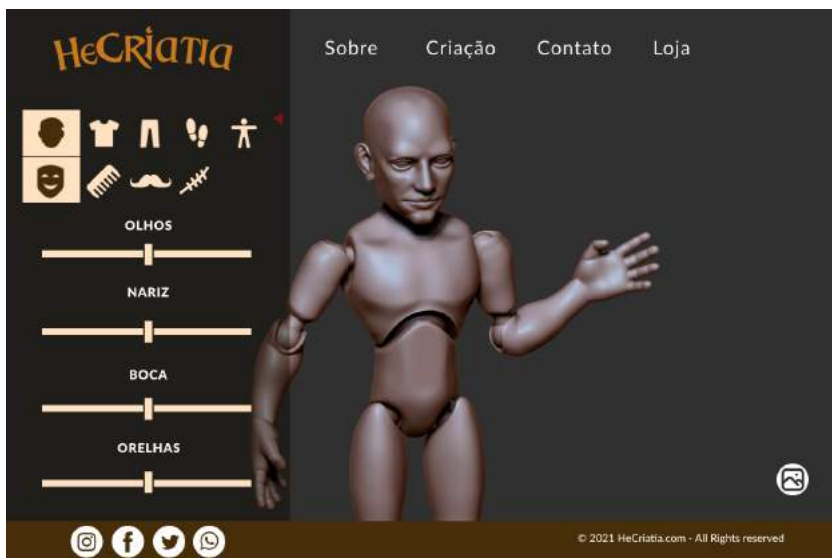 HeCRiatia
Sobre Criação Contato Loja
OLHOS
NARIZ
BOCA
ORELHAS
© 2021 HeCriatia.com - All Rights reserved